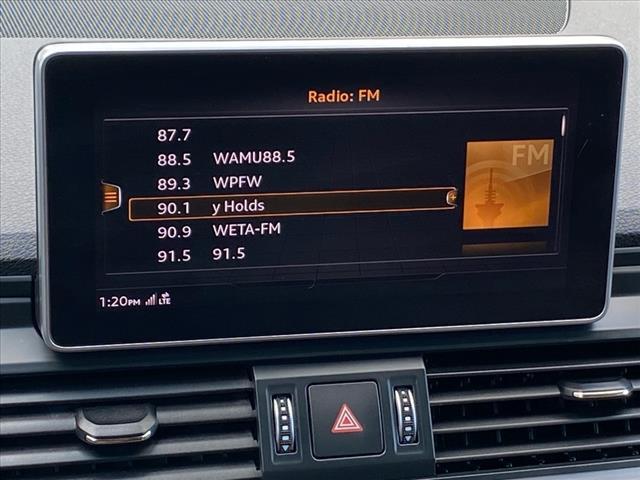 Radio: FM
87.7
88.5 WAMU88.5
89.3 WPFW
FM
90.1 y Holds
90.9 WETA-FM
91.5 91.5
1:20PM LTE